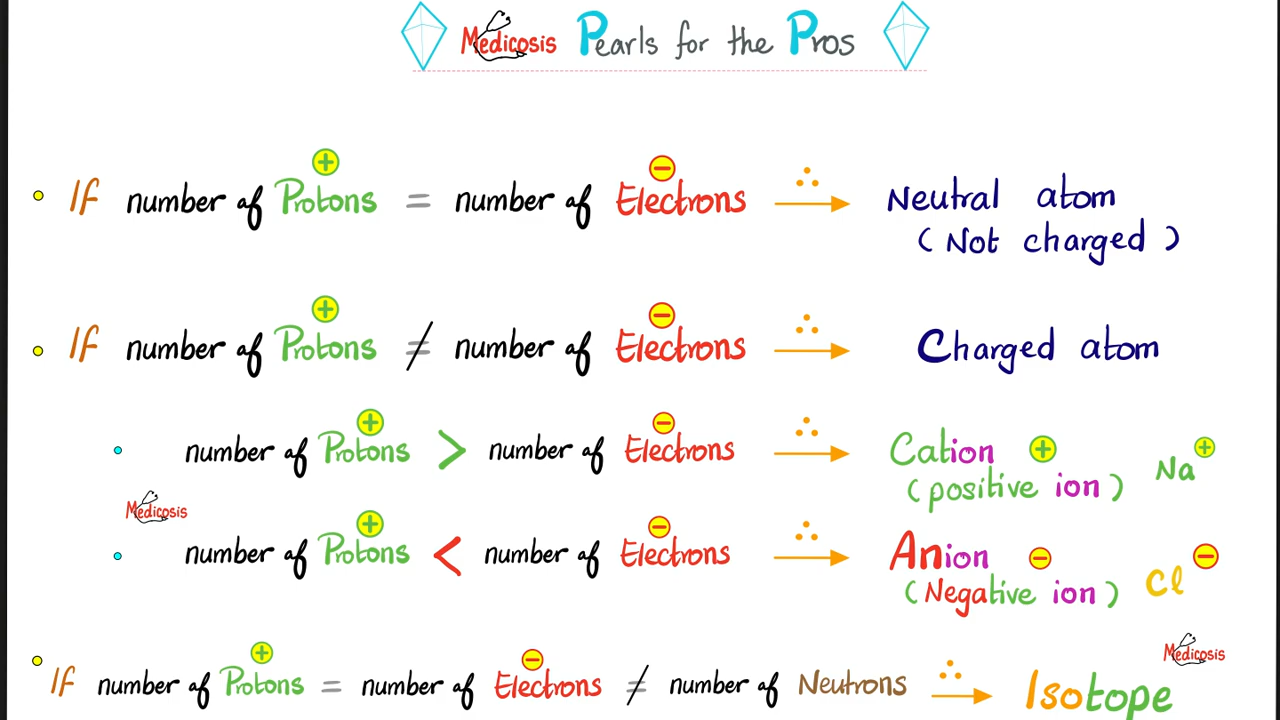 Medicosis Pearls for the Pros
• If number of Protons = number of Electrons ∴ → Neutral atom
+ −
(Not charged)
• If number of Protons ≠ number of Electrons ∴ → Charged atom
+ −
• number of Protons > number of Electrons ∴ → Cation + Na+
+ −
(positive ion)
Medicosis
• number of Protons < number of Electrons ∴ → Anion − Cl−
+ −
(Negative ion)
• If number of Protons = number of Electrons ≠ number of Neutrons ∴ → Isotope
+ −
Medicosis